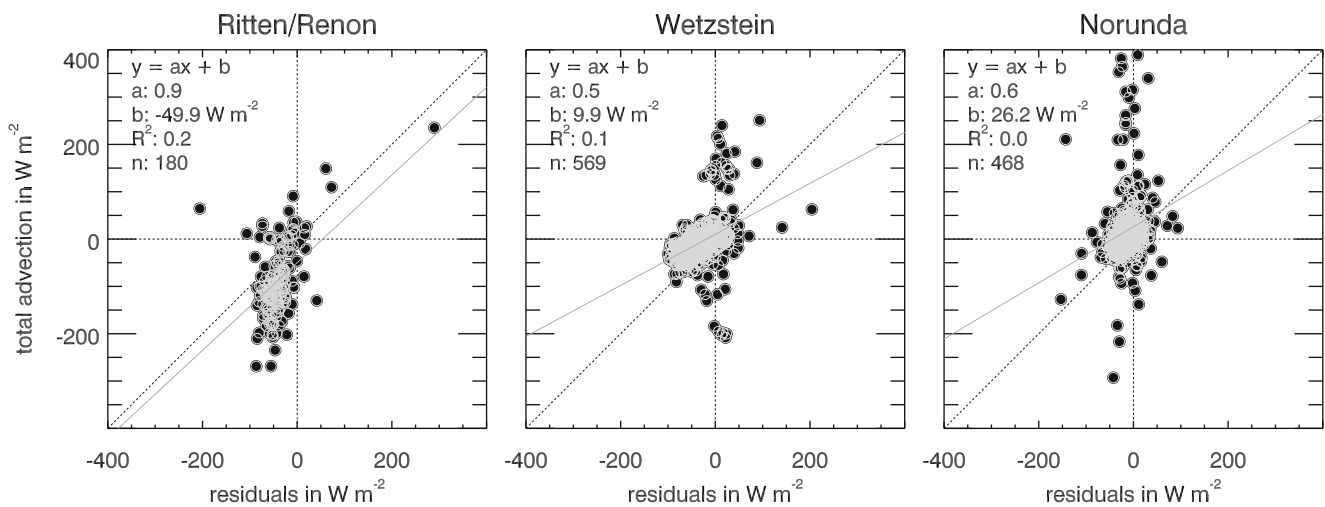 Ritten/Renon
Wetzstein
Norunda
total advection in W m⁻²
400
200
0
-200
y = ax + b
a: 0.9
b: -49.9 W m⁻²
R²: 0.2
n: 180
y = ax + b
a: 0.5
b: 9.9 W m⁻²
R²: 0.1
n: 569
y = ax + b
a: 0.6
b: 26.2 W m⁻²
R²: 0.0
n: 468
-400 -200 0 200
-400 -200 0 200
-400 -200 0 200
residuals in W m⁻²
residuals in W m⁻²
residuals in W m⁻²